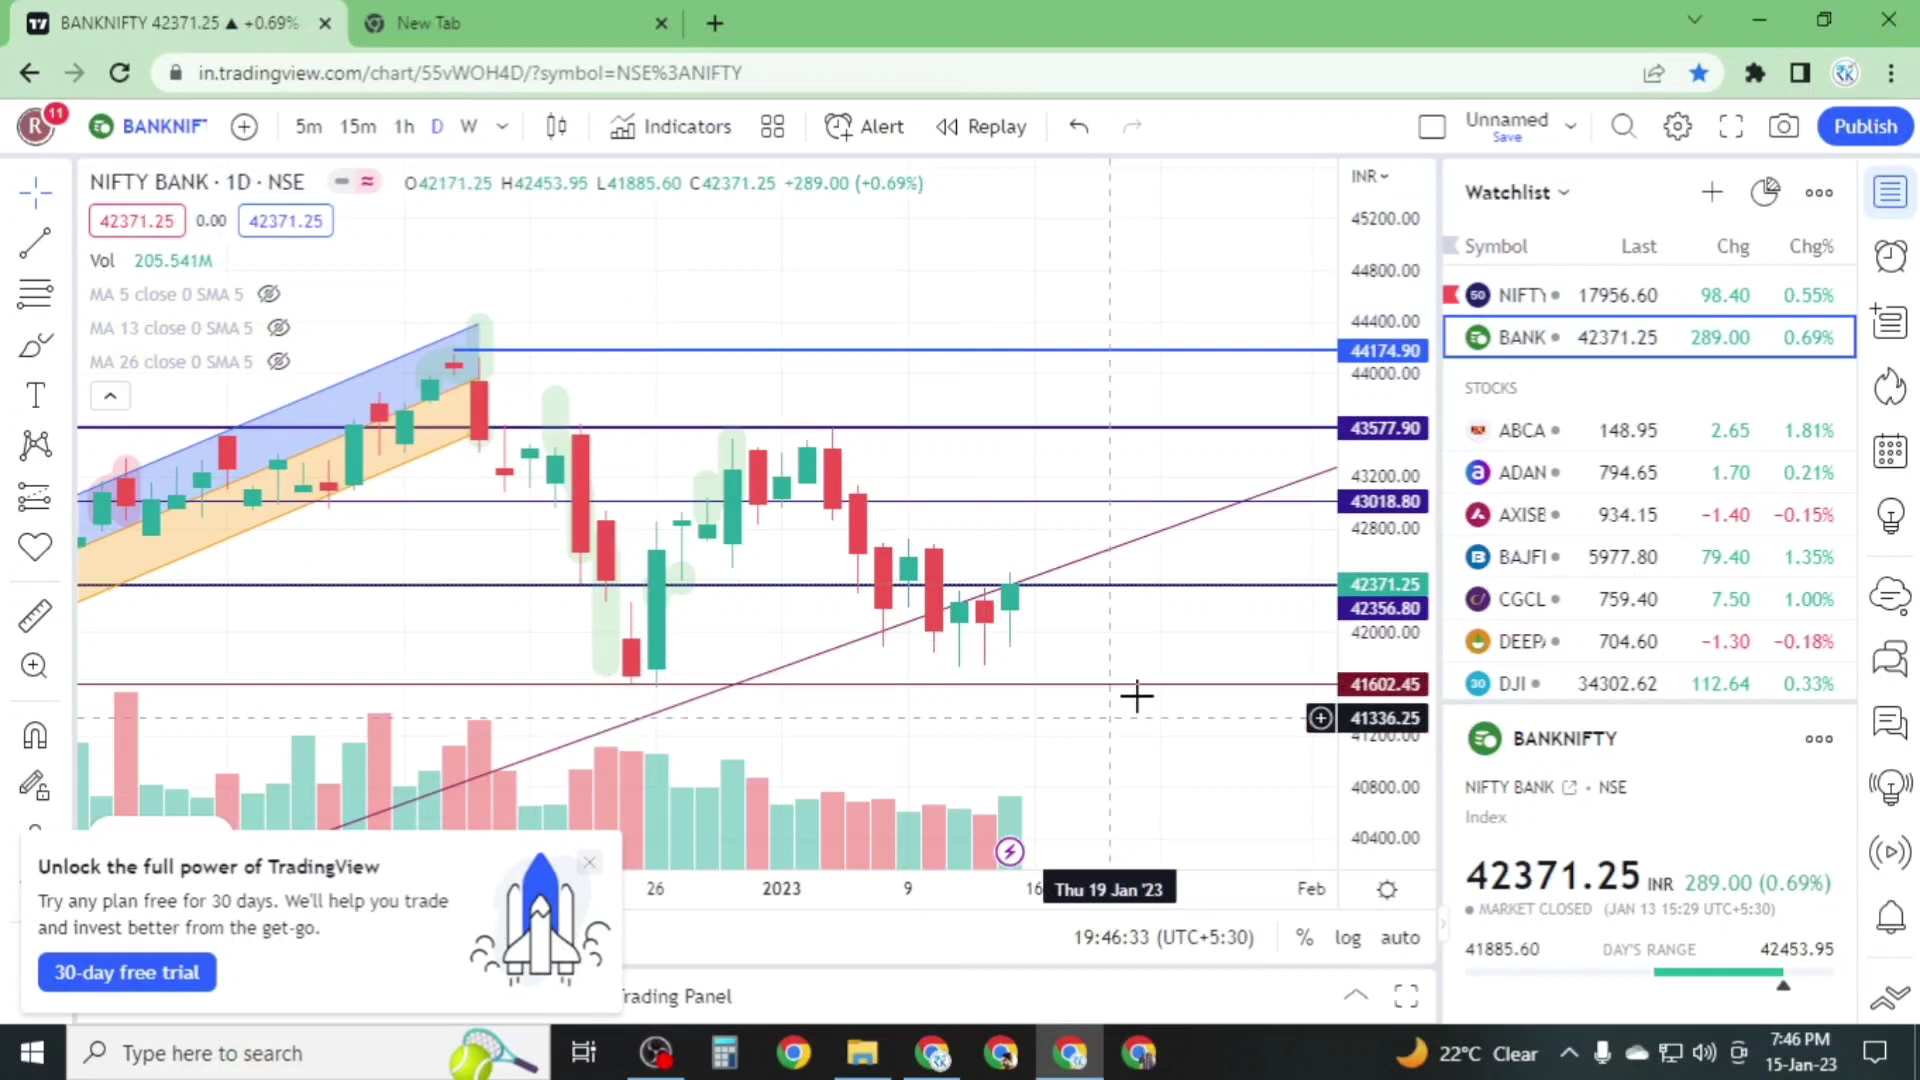 BANKNIFTY 42371.25 ▲ +0.69%
New Tab
in.tradingview.com/chart/55vWOH4D/?symbol=NSE%3ANIFTY
R 11
BANKNIF
5m 15m 1h D W
Indicators
Alert
Replay
Unnamed
Save
Publish
NIFTY BANK · 1D · NSE
O42171.25 H42453.95 L41885.60 C42371.25 +289.00 (+0.69%)
42371.25 0.00 42371.25
Vol 205.541M
MA 5 close 0 SMA 5
MA 13 close 0 SMA 5
MA 26 close 0 SMA 5
INR
45200.00
44800.00
44400.00
44174.90
44000.00
43577.90
43200.00
43018.80
42800.00
42371.25
42356.80
42000.00
41602.45
41336.25
41200.00
40800.00
40400.00
26 2023 9 16 Thu 19 Jan '23 Feb
19:46:33 (UTC+5:30) % log auto
Trading Panel
Unlock the full power of TradingView
Try any plan free for 30 days. We'll help you trade
and invest better from the get-go.
30-day free trial
Watchlist
Symbol Last Chg Chg%
50 NIFTY 17956.60 98.40 0.55%
BANK 42371.25 289.00 0.69%
STOCKS
ABCA 148.95 2.65 1.81%
ADAN 794.65 1.70 0.21%
AXISB 934.15 −1.40 −0.15%
BAJFI 5977.80 79.40 1.35%
CGCL 759.40 7.50 1.00%
DEEP 704.60 −1.30 −0.18%
30 DJI 34302.62 112.64 0.33%
BANKNIFTY
NIFTY BANK · NSE
Index
42371.25 INR 289.00 (0.69%)
MARKET CLOSED (JAN 13 15:29 UTC+5:30)
41885.60 DAY'S RANGE 42453.95
Type here to search
22°C Clear
7:46 PM
15-Jan-23